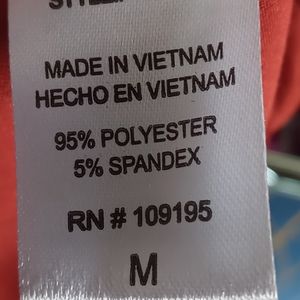 MADE IN VIETNAM
HECHO EN VIETNAM
95% POLYESTER
5% SPANDEX
RN # 109195
M